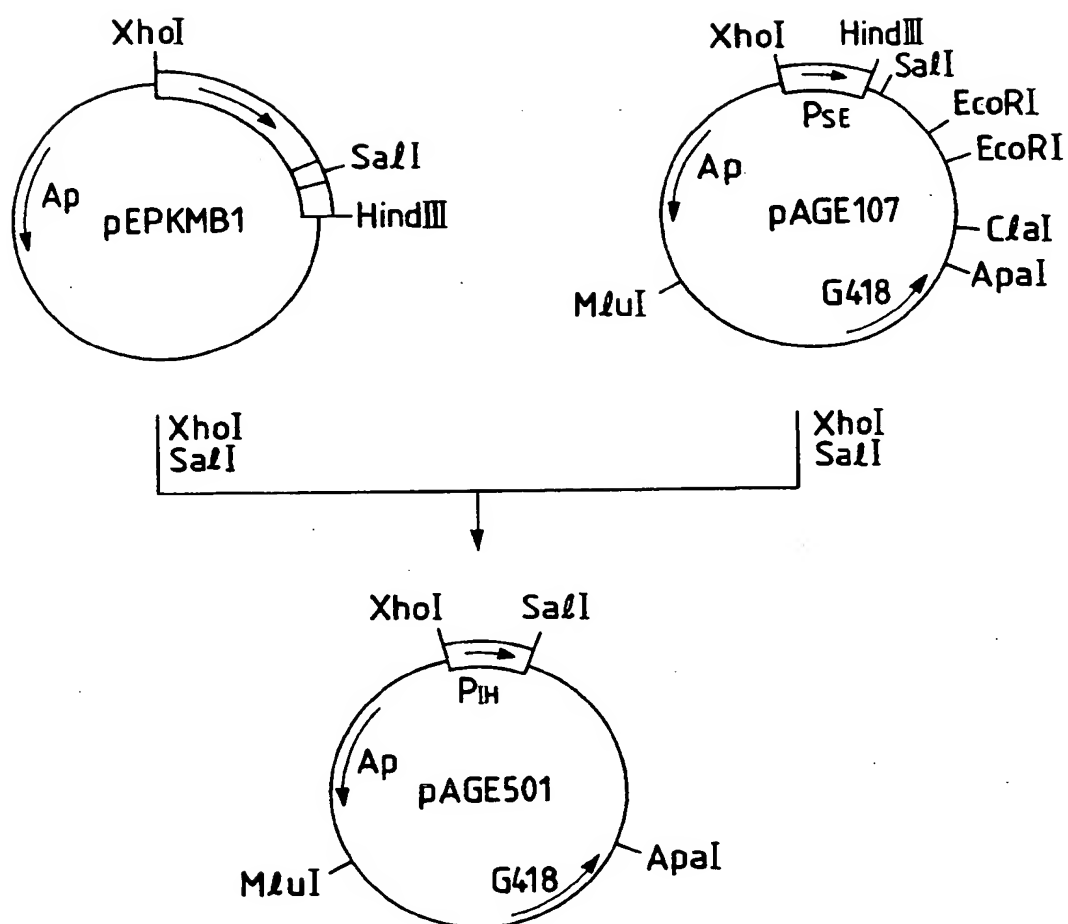 XhoI
SalI
HindIII
Ap
pEPKMB1
XhoI
HindIII
SalI
EcoRI
EcoRI
ClaI
ApaI
PSE
Ap
pAGE107
G418
MluI
XhoI
SalI
XhoI
SalI
XhoI
SalI
PIH
Ap
pAGE501
ApaI
G418
MluI